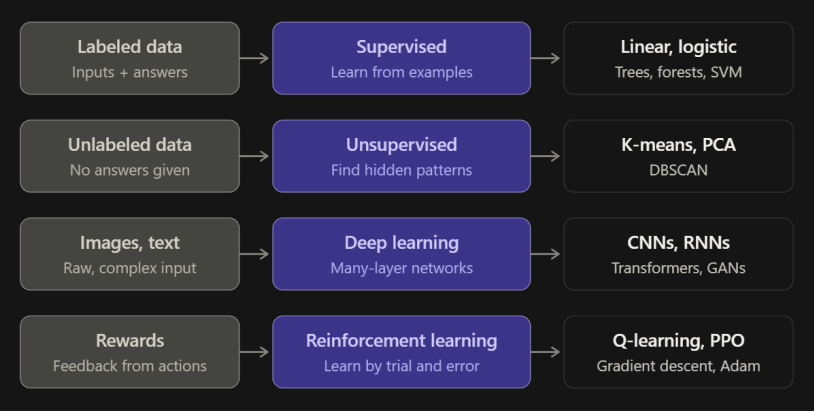 Labeled data
Inputs + answers
Supervised
Learn from examples
Linear, logistic
Trees, forests, SVM
Unlabeled data
No answers given
Unsupervised
Find hidden patterns
K-means, PCA
DBSCAN
Images, text
Raw, complex input
Deep learning
Many-layer networks
CNNs, RNNs
Transformers, GANs
Rewards
Feedback from actions
Reinforcement learning
Learn by trial and error
Q-learning, PPO
Gradient descent, Adam